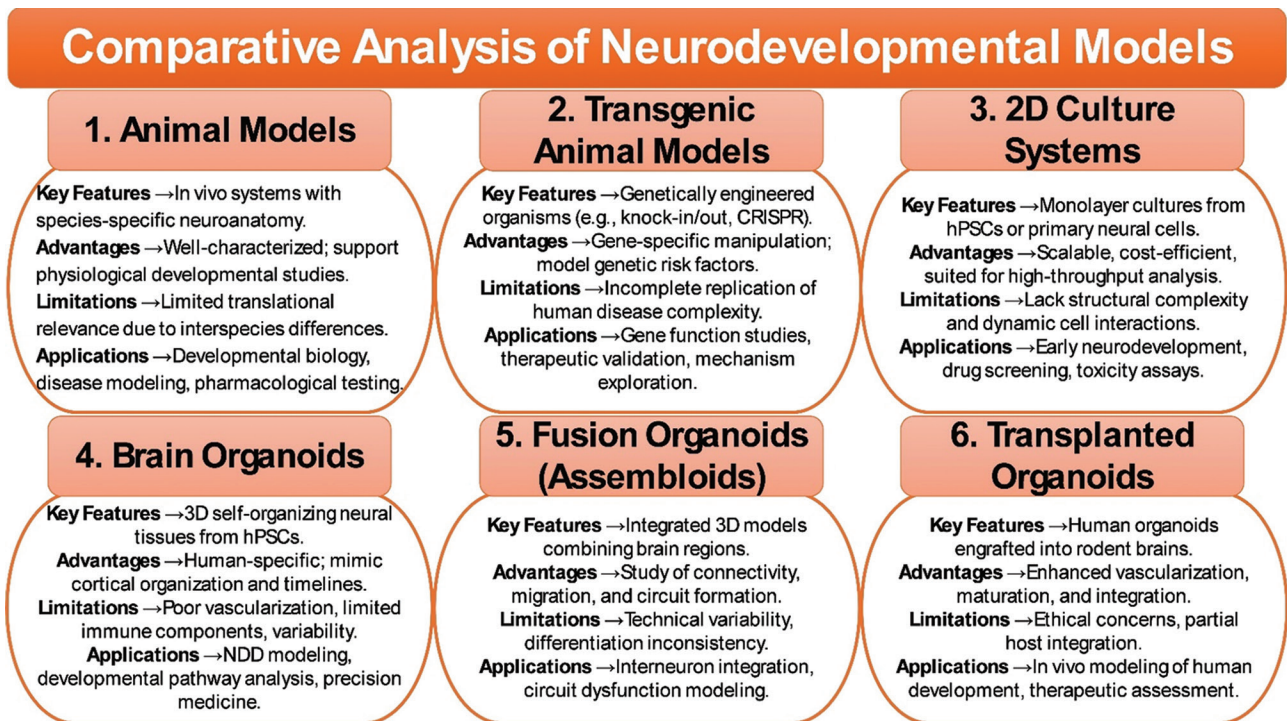 Comparative Analysis of Neurodevelopmental Models
1. Animal Models
Key Features →In vivo systems with
species-specific neuroanatomy.
Advantages →Well-characterized; support
physiological developmental studies.
Limitations →Limited translational
relevance due to interspecies differences.
Applications →Developmental biology,
disease modeling, pharmacological testing.
2. Transgenic
Animal Models
Key Features →Genetically engineered
organisms (e.g., knock-in/out, CRISPR).
Advantages →Gene-specific manipulation;
model genetic risk factors.
Limitations →Incomplete replication of
human disease complexity.
Applications →Gene function studies,
therapeutic validation, mechanism
exploration.
3. 2D Culture
Systems
Key Features →Monolayer cultures from
hPSCs or primary neural cells.
Advantages →Scalable, cost-efficient,
suited for high-throughput analysis.
Limitations →Lack structural complexity
and dynamic cell interactions.
Applications →Early neurodevelopment,
drug screening, toxicity assays.
4. Brain Organoids
Key Features →3D self-organizing neural
tissues from hPSCs.
Advantages →Human-specific; mimic
cortical organization and timelines.
Limitations →Poor vascularization, limited
immune components, variability.
Applications →NDD modeling,
developmental pathway analysis, precision
medicine.
5. Fusion Organoids
(Assembloids)
Key Features →Integrated 3D models
combining brain regions.
Advantages →Study of connectivity,
migration, and circuit formation.
Limitations →Technical variability,
differentiation inconsistency.
Applications →Interneuron integration,
circuit dysfunction modeling.
6. Transplanted
Organoids
Key Features →Human organoids
engrafted into rodent brains.
Advantages →Enhanced vascularization,
maturation, and integration.
Limitations →Ethical concerns, partial
host integration.
Applications →In vivo modeling of human
development, therapeutic assessment.